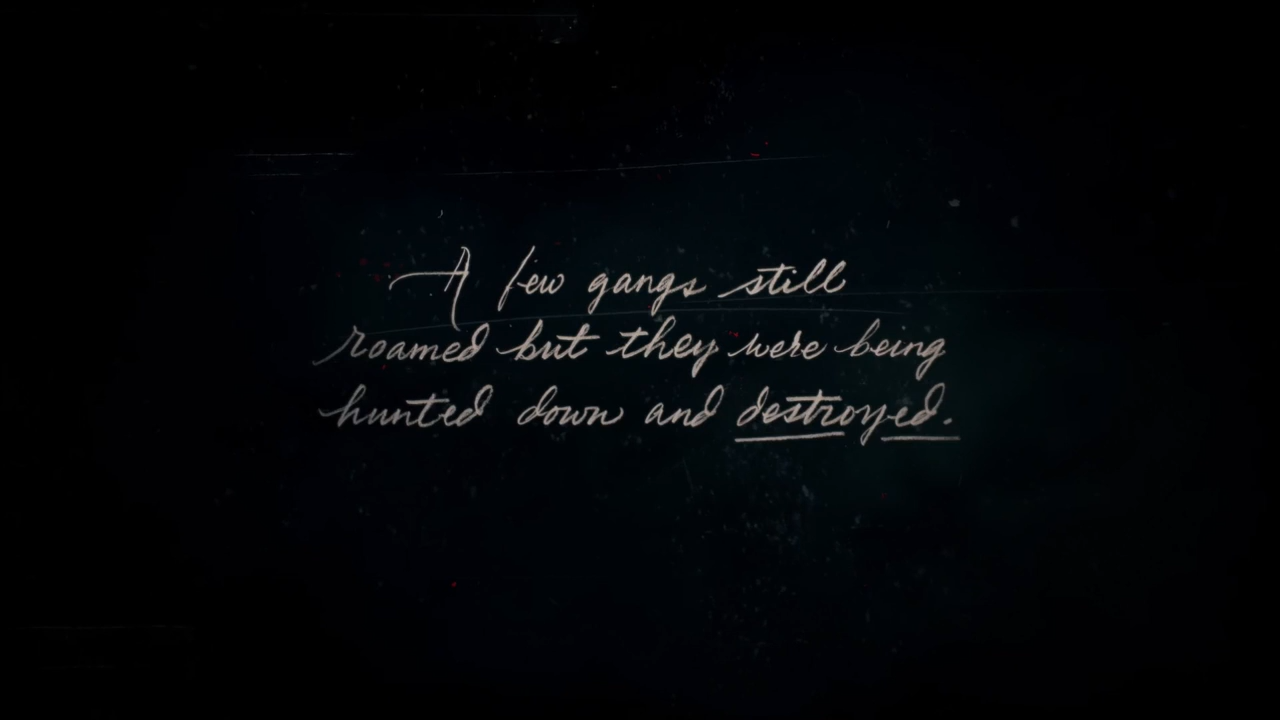 A few gangs still
roamed but they were being
hunted down and destroyed.